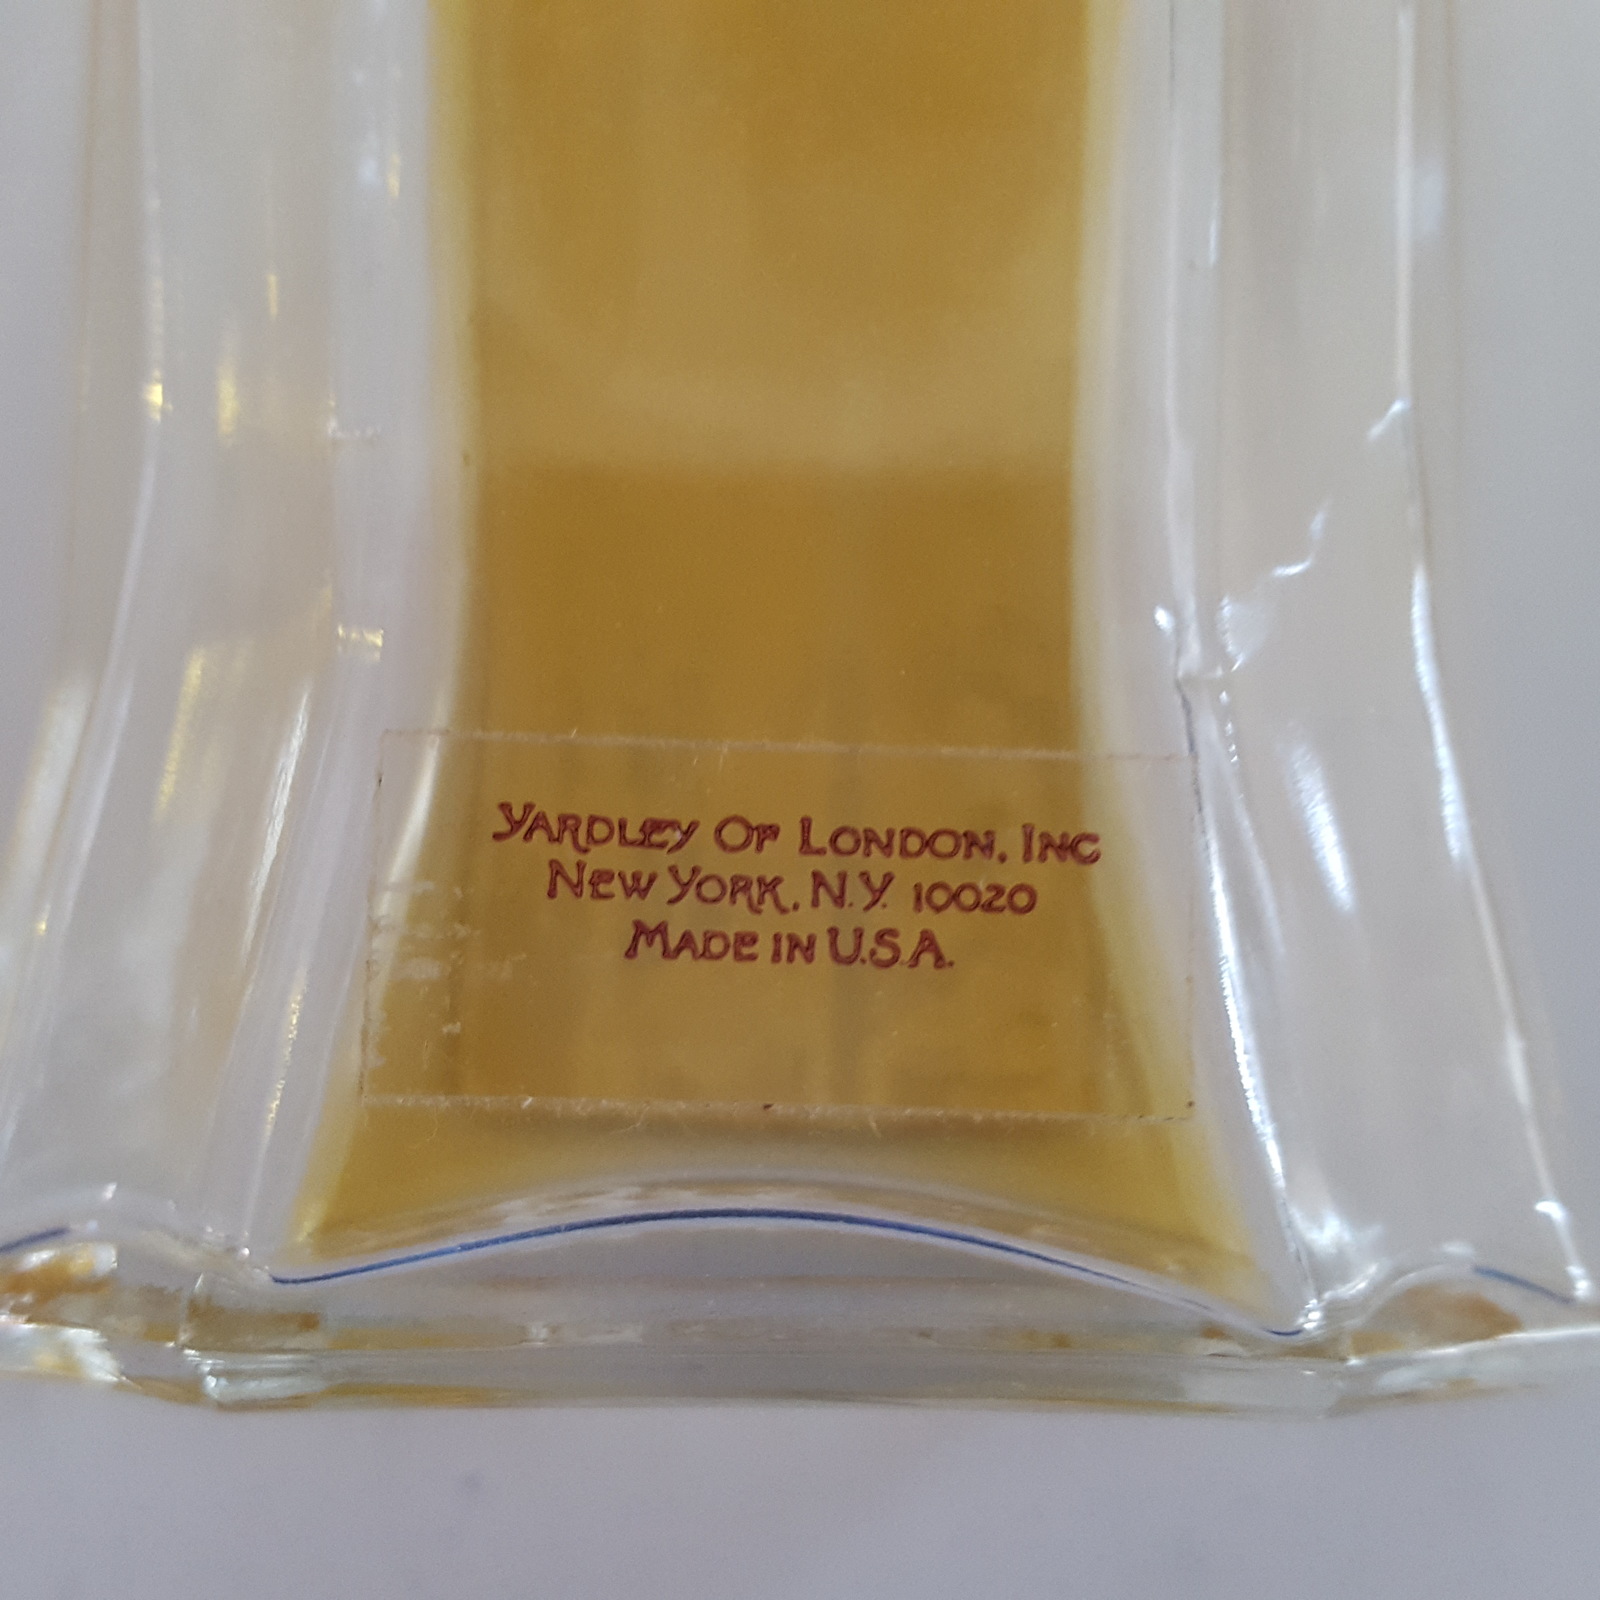 YARDLEY OF LONDON, INC
NEW YORK, N.Y. 10020
MADE IN U.S.A.